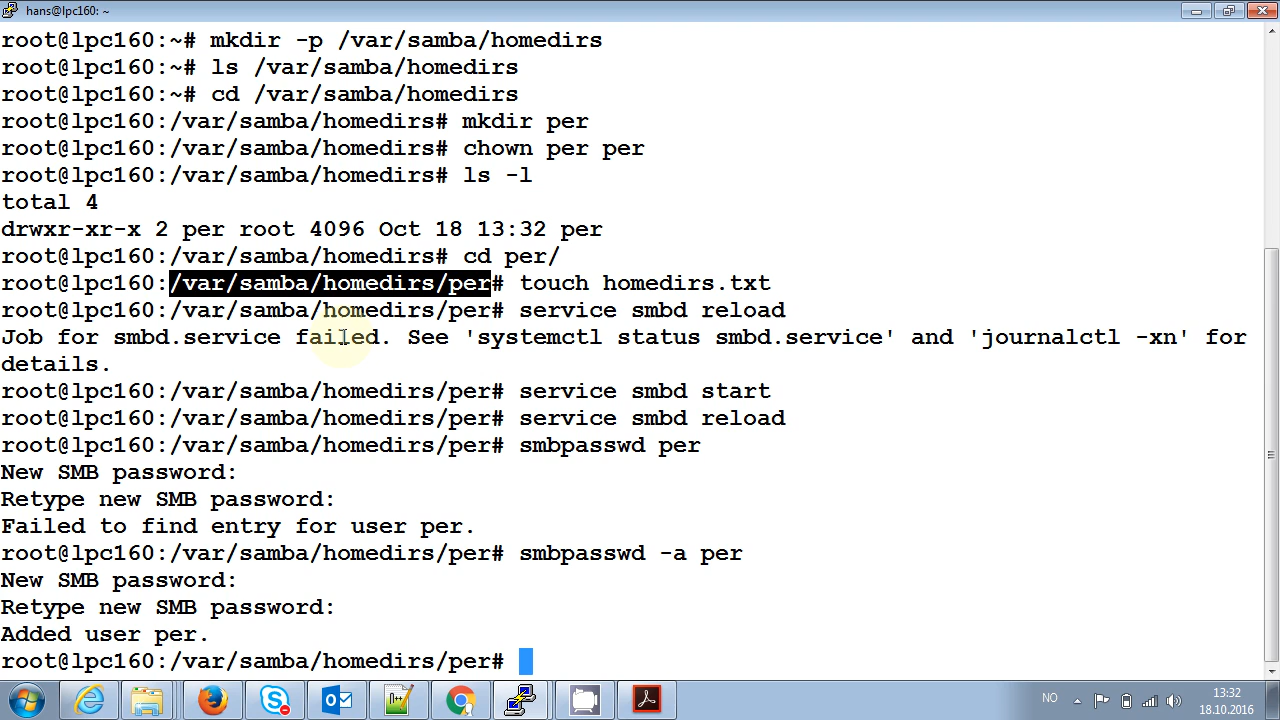 hans@lpc160: ~
root@lpc160:~# mkdir -p /var/samba/homedirs
root@lpc160:~# ls /var/samba/homedirs
root@lpc160:~# cd /var/samba/homedirs
root@lpc160:/var/samba/homedirs# mkdir per
root@lpc160:/var/samba/homedirs# chown per per
root@lpc160:/var/samba/homedirs# ls -l
total 4
drwxr-xr-x 2 per root 4096 Oct 18 13:32 per
root@lpc160:/var/samba/homedirs# cd per/
root@lpc160:/var/samba/homedirs/per# touch homedirs.txt
root@lpc160:/var/samba/homedirs/per# service smbd reload
Job for smbd.service failed. See 'systemctl status smbd.service' and 'journalctl -xn' for
details.
root@lpc160:/var/samba/homedirs/per# service smbd start
root@lpc160:/var/samba/homedirs/per# service smbd reload
root@lpc160:/var/samba/homedirs/per# smbpasswd per
New SMB password:
Retype new SMB password:
Failed to find entry for user per.
root@lpc160:/var/samba/homedirs/per# smbpasswd -a per
New SMB password:
Retype new SMB password:
Added user per.
root@lpc160:/var/samba/homedirs/per#
NO
13:32
18.10.2016